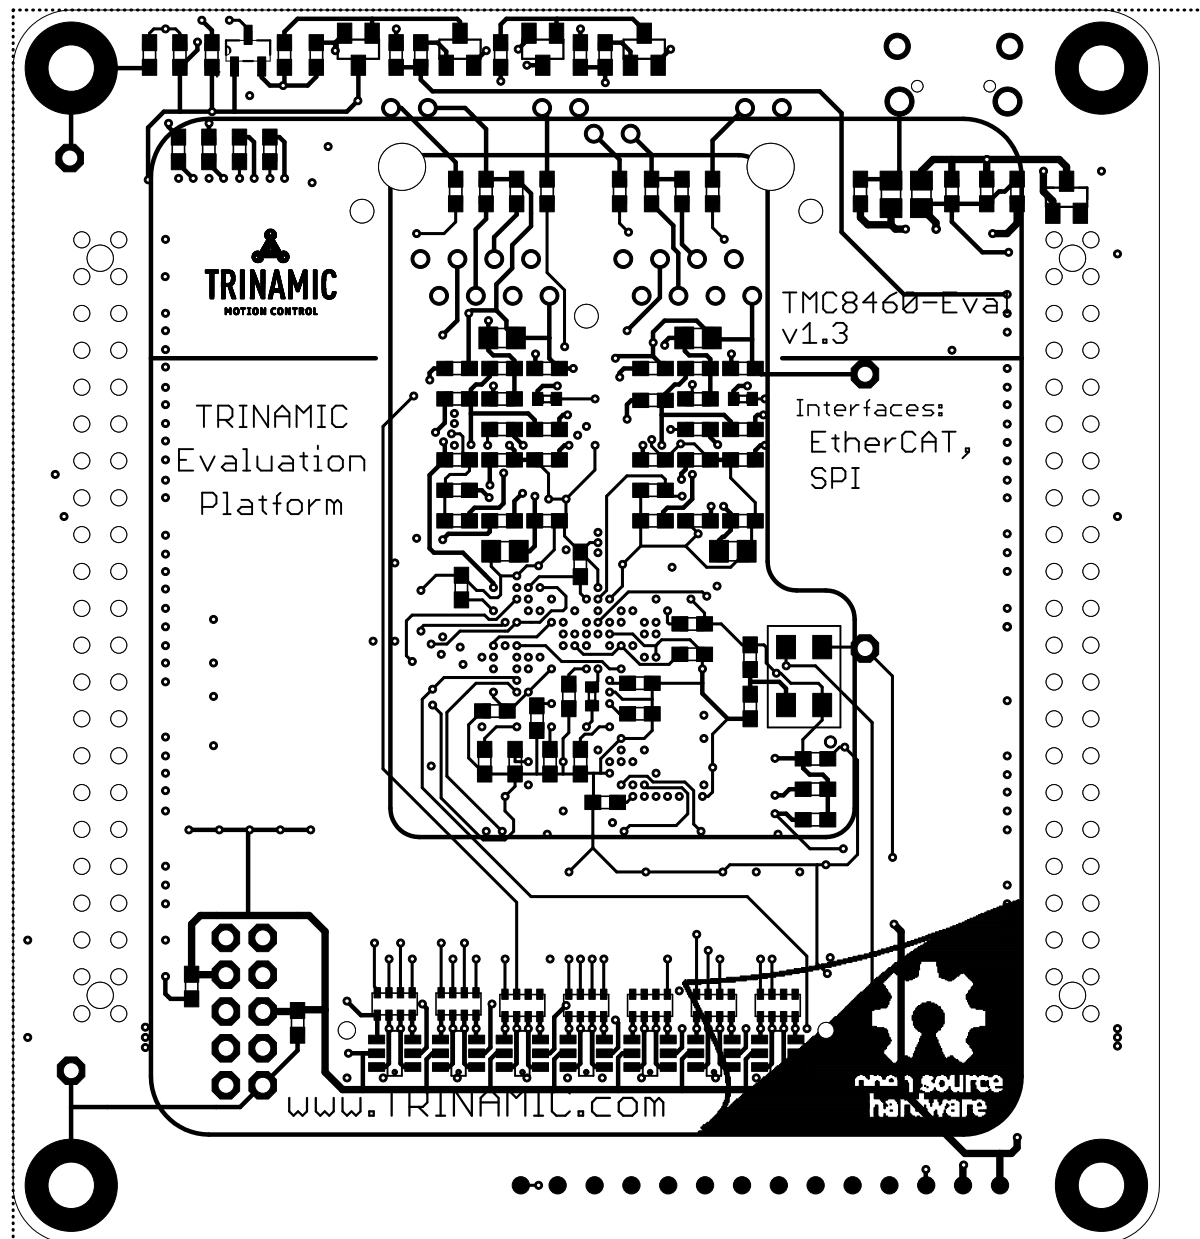 TRINAMIC
MOTION CONTROL
TMC8460-Eval
v1.3
TRINAMIC
Evaluation
Platform
Interfaces:
EtherCAT,
SPI
www.TRINAMIC.com
open source
hardware